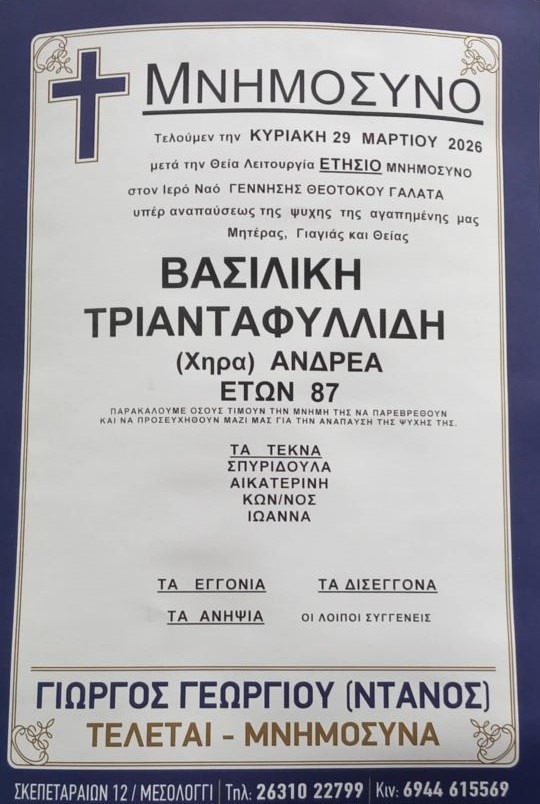 ΜΝΗΜΟΣΥΝΟ
Τελούμεν την ΚΥΡΙΑΚΗ 29 ΜΑΡΤΙΟΥ 2026
μετά την Θεία Λειτουργία ΕΤΗΣΙΟ ΜΝΗΜΟΣΥΝΟ
στον Ιερό Ναό ΓΕΝΝΗΣΗΣ ΘΕΟΤΟΚΟΥ ΓΑΛΑΤΑ
υπέρ αναπαύσεως της ψυχης της αγαπημένης μας
Μητέρας, Γιαγιάς και Θείας
ΒΑΣΙΛΙΚΗ
ΤΡΙΑΝΤΑΦΥΛΛΙΔΗ
(Χηρα) ΑΝΔΡΕΑ
ΕΤΩΝ 87
ΠΑΡΑΚΑΛΟΥΜΕ ΟΣΟΥΣ ΤΙΜΟΥΝ ΤΗΝ ΜΝΗΜΗ ΤΗΣ ΝΑ ΠΑΡΕΒΡΕΘΟΥΝ
ΚΑΙ ΝΑ ΠΡΟΣΕΥΧΗΘΟΥΝ ΜΑΖΙ ΜΑΣ ΓΙΑ ΤΗΝ ΑΝΑΠΑΥΣΗ ΤΗΣ ΨΥΧΗΣ ΤΗΣ.
ΤΑ ΤΕΚΝΑ
ΣΠΥΡΙΔΟΥΛΑ
ΑΙΚΑΤΕΡΙΝΗ
ΚΩΝ/ΝΟΣ
ΙΩΑΝΝΑ
ΤΑ ΕΓΓΟΝΙΑ ΤΑ ΔΙΣΕΓΓΟΝΑ
ΤΑ ΑΝΗΨΙΑ ΟΙ ΛΟΙΠΟΙ ΣΥΓΓΕΝΕΙΣ
ΓΙΩΡΓΟΣ ΓΕΩΡΓΙΟΥ (ΝΤΑΝΟΣ)
ΤΕΛΕΤΑΙ - ΜΝΗΜΟΣΥΝΑ
ΣΚΕΠΕΤΑΡΑΙΩΝ 12 / ΜΕΣΟΛΟΓΓΙ | Τηλ: 26310 22799 | Κιν: 6944 615569